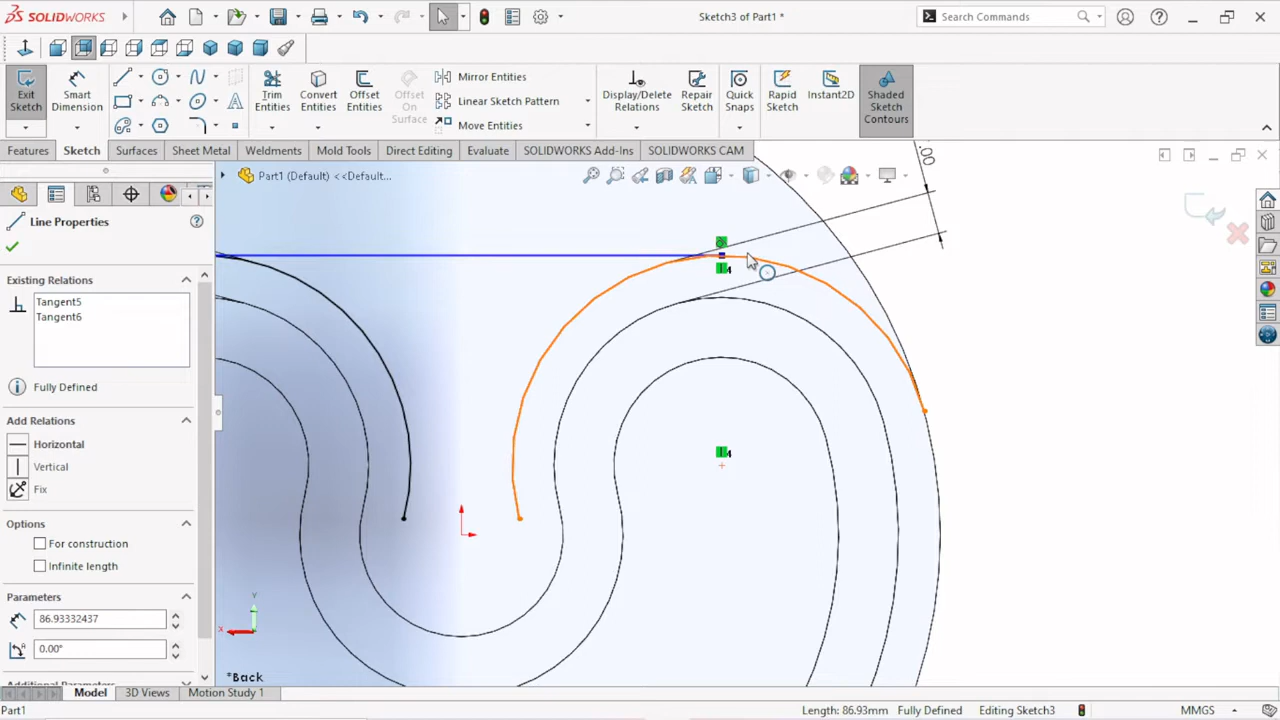 SOLIDWORKS
Sketch3 of Part1 *
Search Commands
Exit Sketch
Smart Dimension
Trim Entities
Convert Entities
Offset Entities
Offset On Surface
Mirror Entities
Linear Sketch Pattern
Move Entities
Display/Delete Relations
Repair Sketch
Quick Snaps
Rapid Sketch
Instant2D
Shaded Sketch Contours
Features
Sketch
Surfaces
Sheet Metal
Weldments
Mold Tools
Direct Editing
Evaluate
SOLIDWORKS Add-Ins
SOLIDWORKS CAM
Part1 (Default) <<Default...
Line Properties
Existing Relations
Tangent5
Tangent6
Fully Defined
Add Relations
Horizontal
Vertical
Fix
Options
For construction
Infinite length
Parameters
86.93332437
0.00°
Additional Parameters
.00
4
4
Y
X
*Back
Model
3D Views
Motion Study 1
Part1
Length: 86.93mm
Fully Defined
Editing Sketch3
MMGS